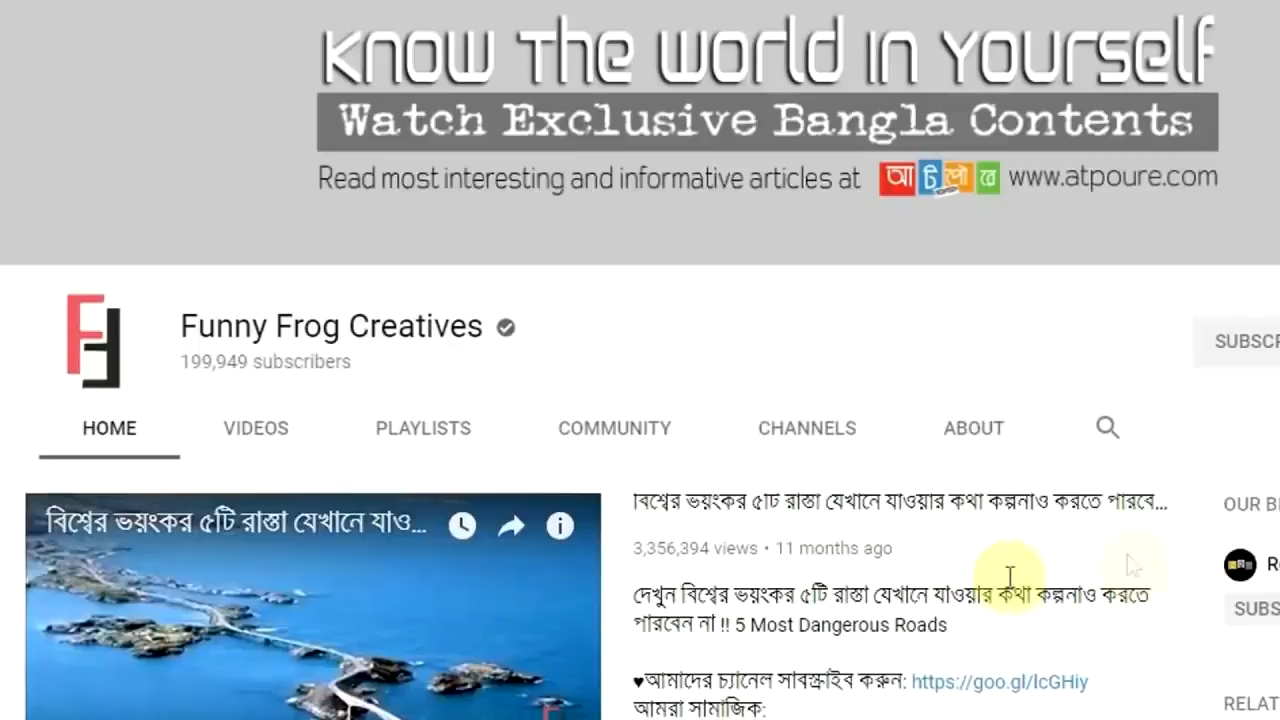 Know The World In Yourself
Watch Exclusive Bangla Contents
Read most interesting and informative articles at আটপৌরে www.atpoure.com
Funny Frog Creatives
199,949 subscribers
SUBSCR
HOME VIDEOS PLAYLISTS COMMUNITY CHANNELS ABOUT
বিশ্বের ভয়ংকর ৫টি রাস্তা যেখানে যাও...
বিশ্বের ভয়ংকর ৫টি রাস্তা যেখানে যাওয়ার কথা কল্পনাও করতে পারবে...
3,356,394 views • 11 months ago
দেখুন বিশ্বের ভয়ংকর ৫টি রাস্তা যেখানে যাওয়ার কথা কল্পনাও করতে
পারবেন না !! 5 Most Dangerous Roads
♥আমাদের চ্যানেল সাবস্ক্রাইব করুন: https://goo.gl/lcGHiy
আমরা সামাজিক:
OUR B
R
SUBS
RELAT